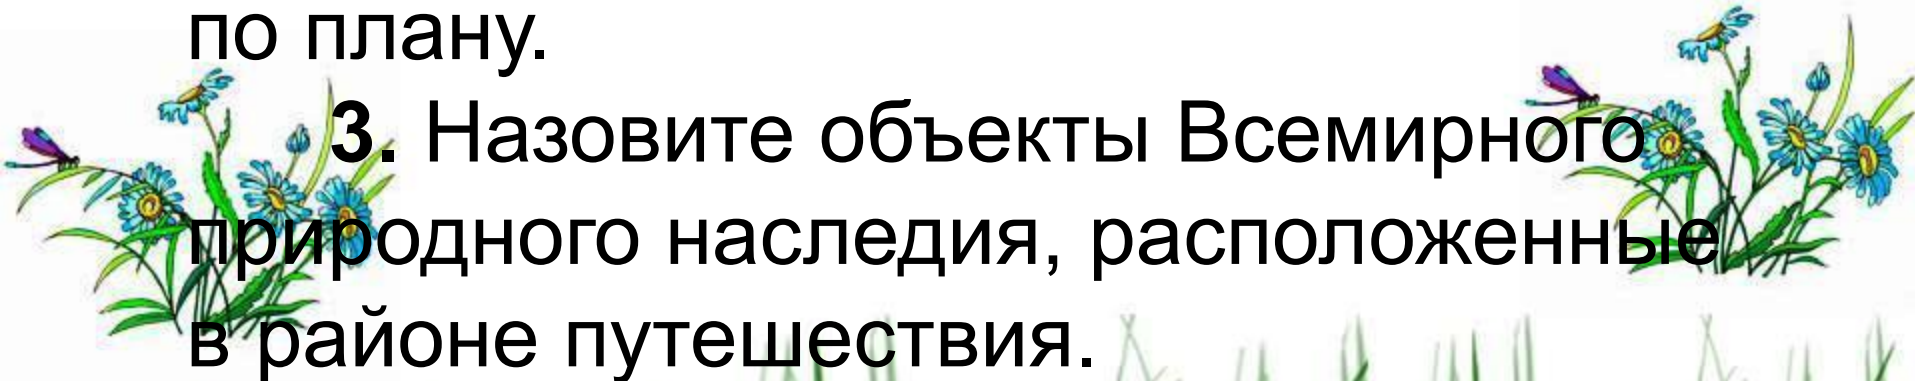 по плану.
3. Назовите объекты Всемирного
природного наследия, расположенные
в районе путешествия.